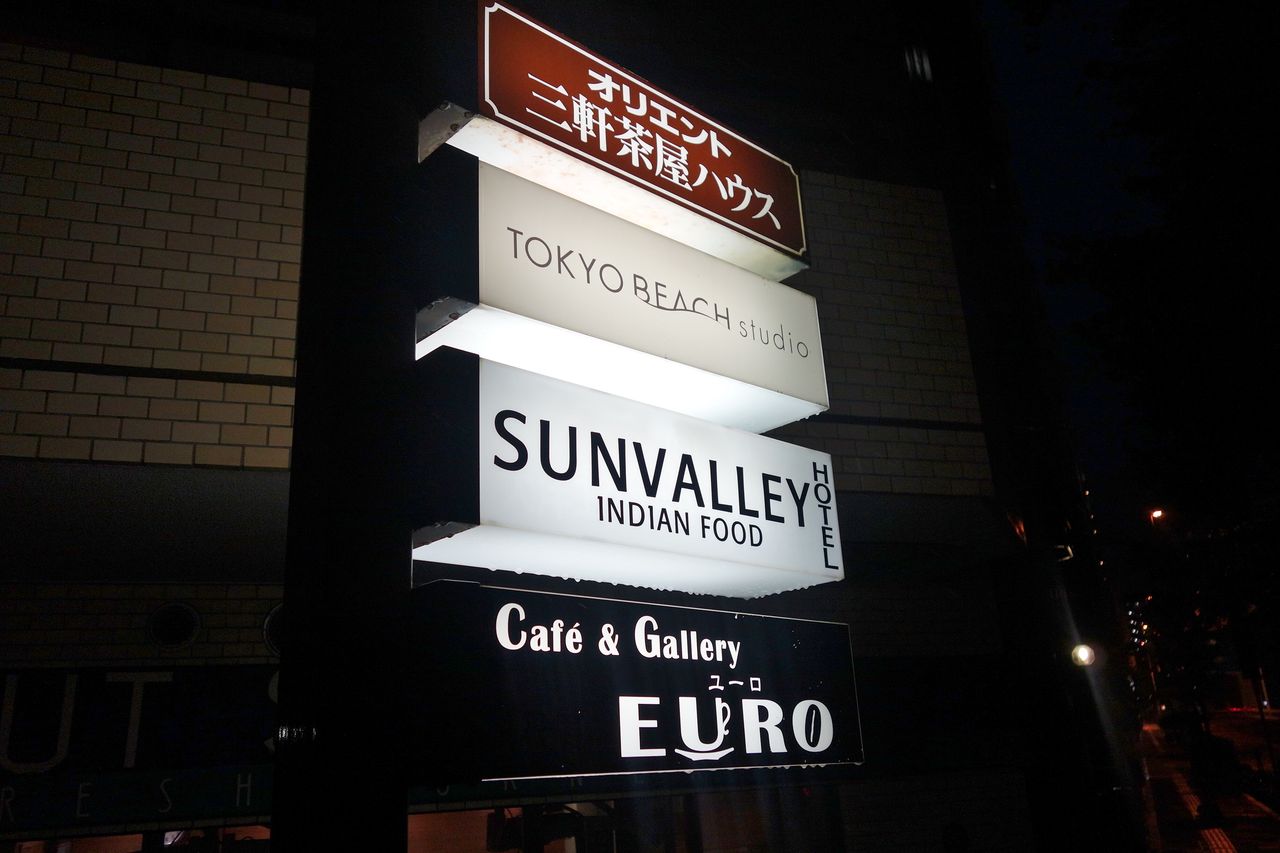 オリエント
三軒茶屋ハウス
TOKYO BEACH studio
SUNVALLEY
HOTEL
INDIAN FOOD
Café & Gallery
ユーロ
EURO